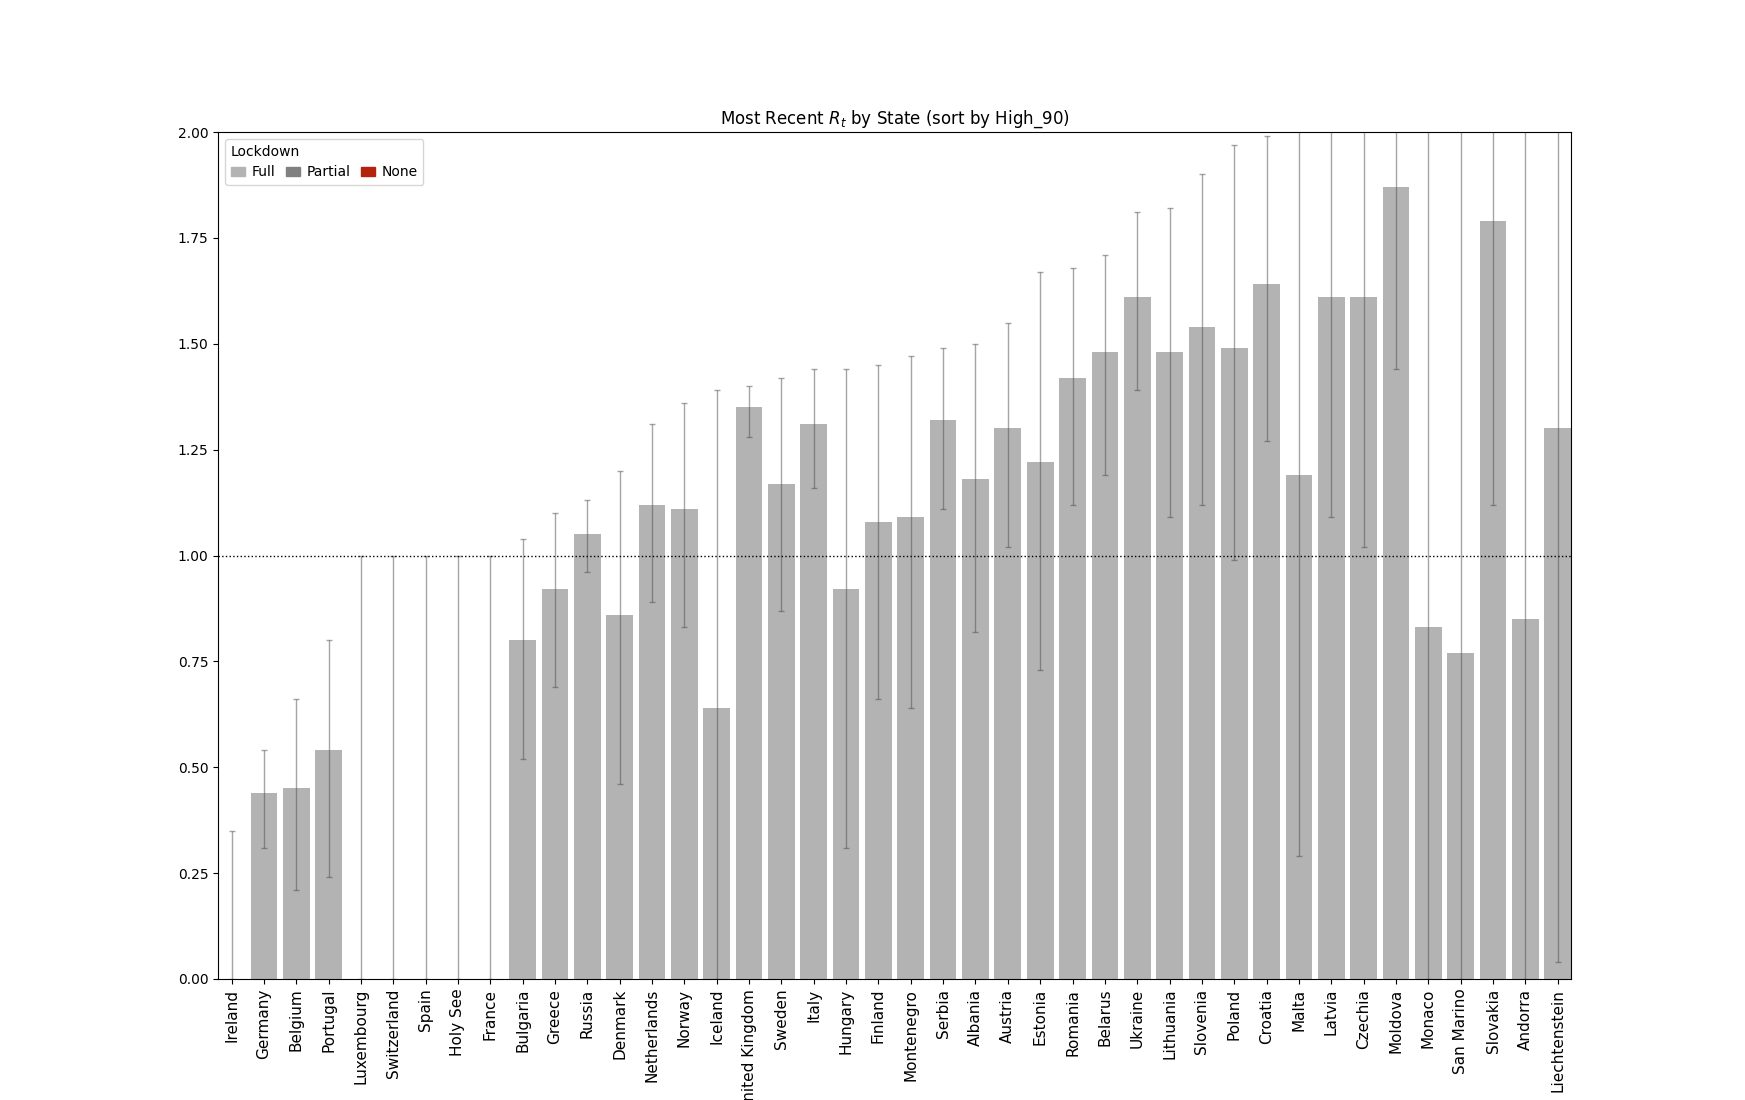 Most Recent Rt by State (sort by High_90)
Lockdown
Full Partial None
2.00
1.75
1.50
1.25
1.00
0.75
0.50
0.25
0.00
Ireland
Germany
Belgium
Portugal
Luxembourg
Switzerland
Spain
Holy See
France
Bulgaria
Greece
Russia
Denmark
Netherlands
Norway
Iceland
nited Kingdom
Sweden
Italy
Hungary
Finland
Montenegro
Serbia
Albania
Austria
Estonia
Romania
Belarus
Ukraine
Lithuania
Slovenia
Poland
Croatia
Malta
Latvia
Czechia
Moldova
Monaco
San Marino
Slovakia
Andorra
Liechtenstein